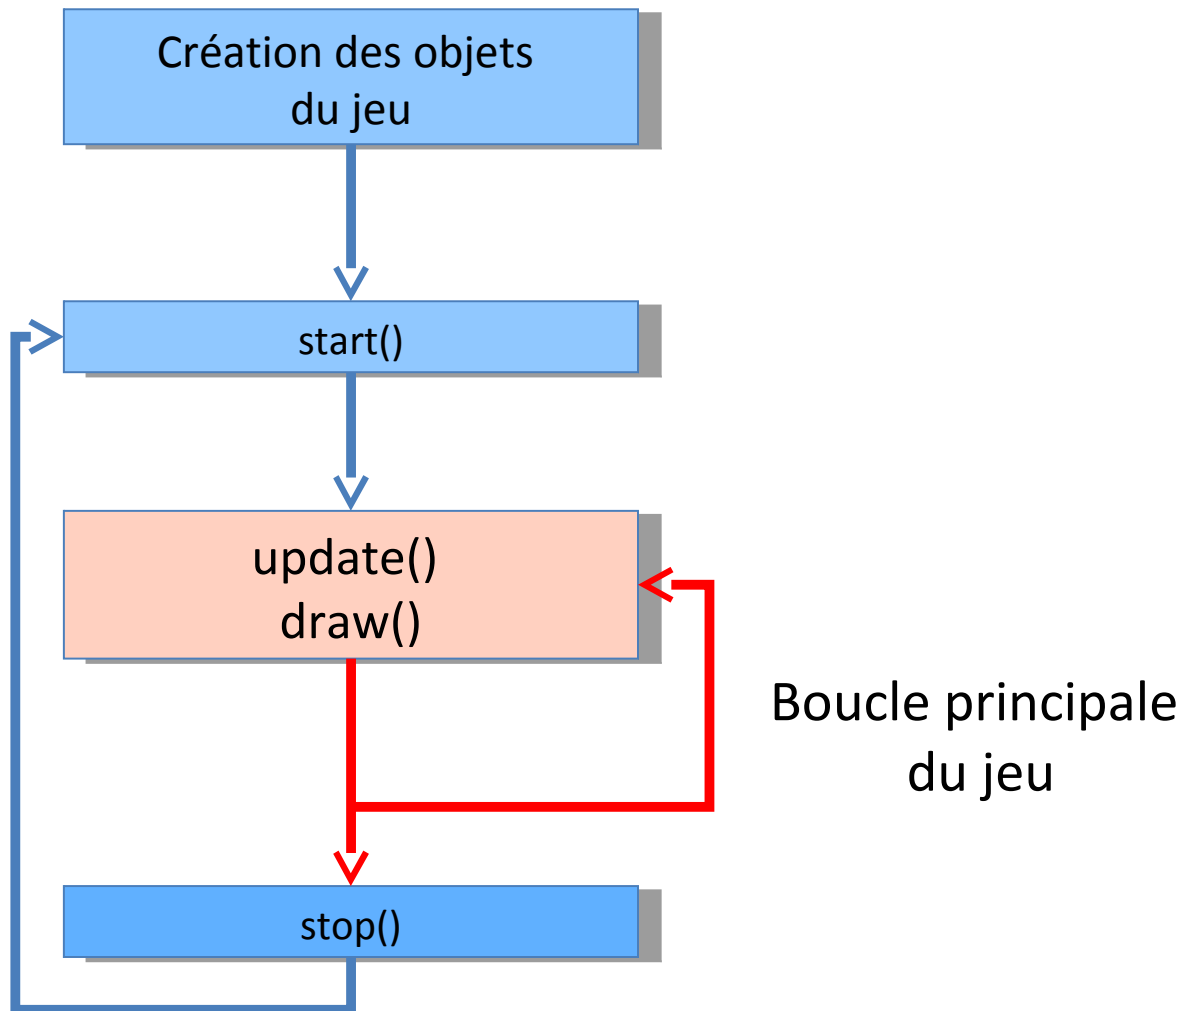 Création des objets
du jeu
start()
update()
draw()
Boucle principale
du jeu
stop()